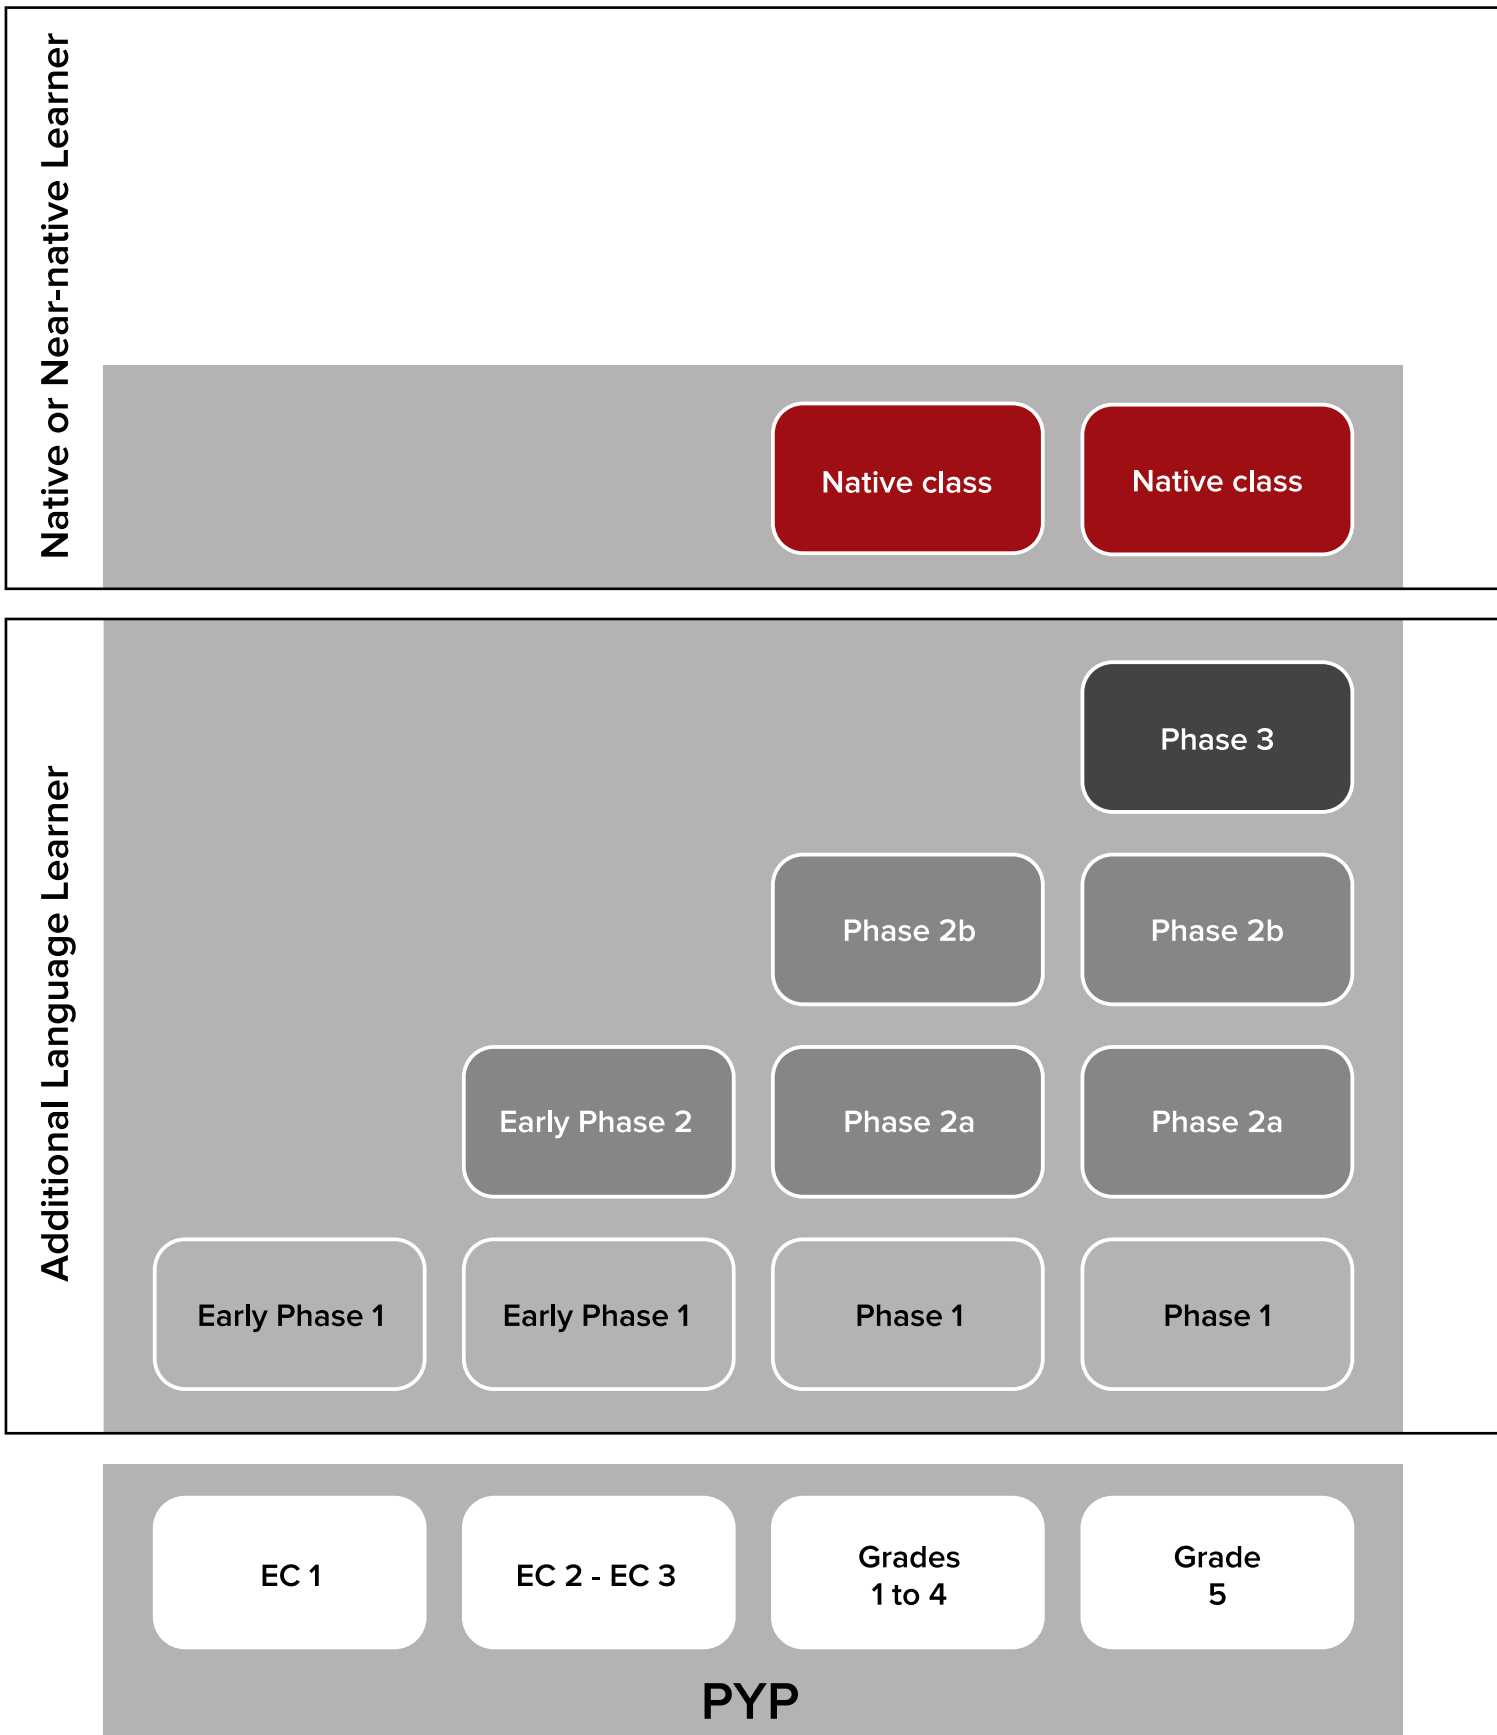 Native or Near-native Learner
Native class
Native class
Additional Language Learner
Phase 3
Phase 2b
Phase 2b
Early Phase 2
Phase 2a
Phase 2a
Early Phase 1
Early Phase 1
Phase 1
Phase 1
EC 1
EC 2 - EC 3
Grades
1 to 4
Grade
5
PYP